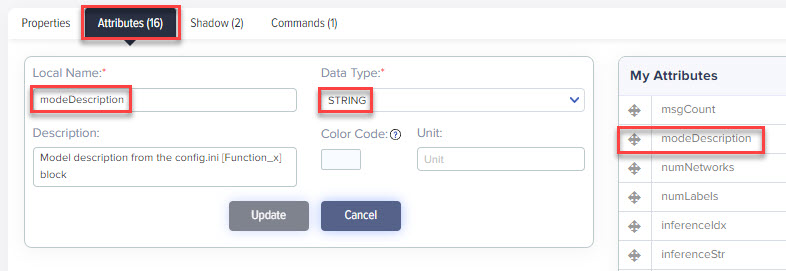 Properties
Attributes (16)
Shadow (2)
Commands (1)
Local Name:*
modeDescription
Data Type:*
STRING
Description:
Model description from the config.ini [Function_x]
block
Color Code: ?
Unit:
Unit
Update
Cancel
My Attributes
msgCount
modeDescription
numNetworks
numLabels
inferenceIdx
inferenceStr